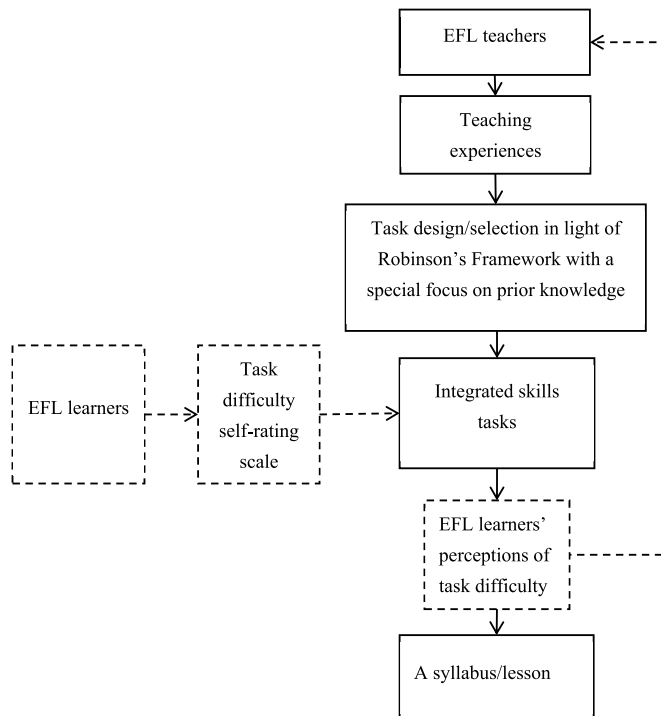 EFL teachers
Teaching
experiences
Task design/selection in light of
Robinson’s Framework with a
special focus on prior knowledge
EFL learners
Task
difficulty
self-rating
scale
Integrated skills
tasks
EFL learners’
perceptions of
task difficulty
A syllabus/lesson